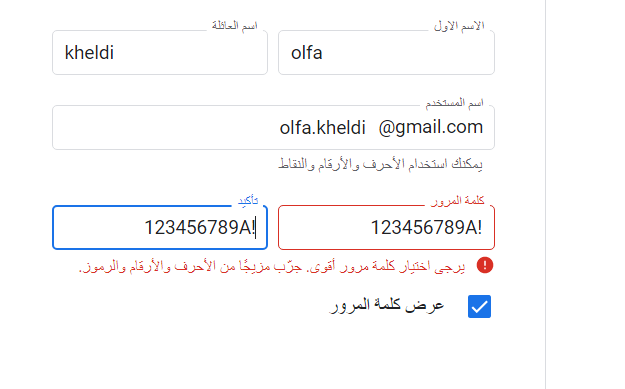 الاسم الاول
اسم العائلة
olfa
kheldi
اسم المستخدم
olfa.kheldi @gmail.com
يمكنك استخدام الأحرف والأرقام والنقاط
كلمة المرور
تأكيد
123456789A!
123456789A!
يرجى اختيار كلمة مرور أقوى. جرّب مزيجًا من الأحرف والأرقام والرموز.
عرض كلمة المرور